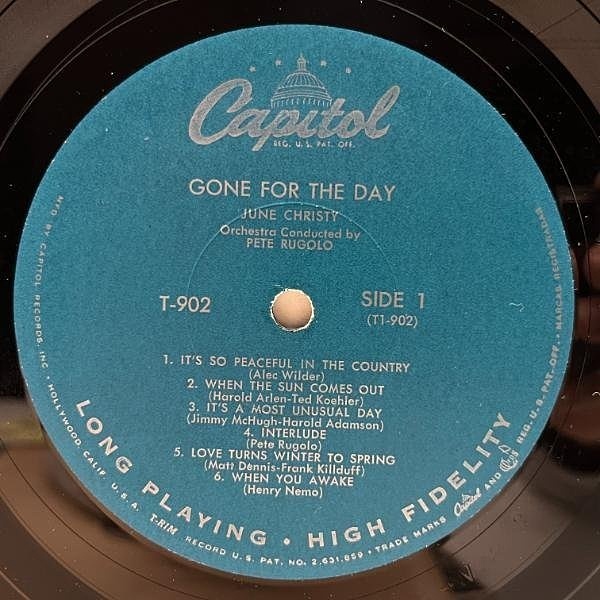 Capitol
REG. U.S. PAT. OFF.
GONE FOR THE DAY
JUNE CHRISTY
Orchestra Conducted by
PETE RUGOLO
T-902
SIDE 1
(T1-902)
1. IT'S SO PEACEFUL IN THE COUNTRY
(Alec Wilder)
2. WHEN THE SUN COMES OUT
(Harold Arlen-Ted Koehler)
3. IT'S A MOST UNUSUAL DAY
(Jimmy McHugh-Harold Adamson)
4. INTERLUDE
(Pete Rugolo)
5. LOVE TURNS WINTER TO SPRING
(Matt Dennis-Frank Killduff)
6. WHEN YOU AWAKE
(Henry Nemo)
LONG PLAYING • HIGH FIDELITY
MFD. BY CAPITOL RECORDS, INC. • HOLLYWOOD, CALIF. U.S.A. T-RIM RECORD U.S. PAT. NO. 2,631,859 • TRADE MARKS Capitol AND REG. U.S. PAT. OFF. • MARCAS REGISTRADAS